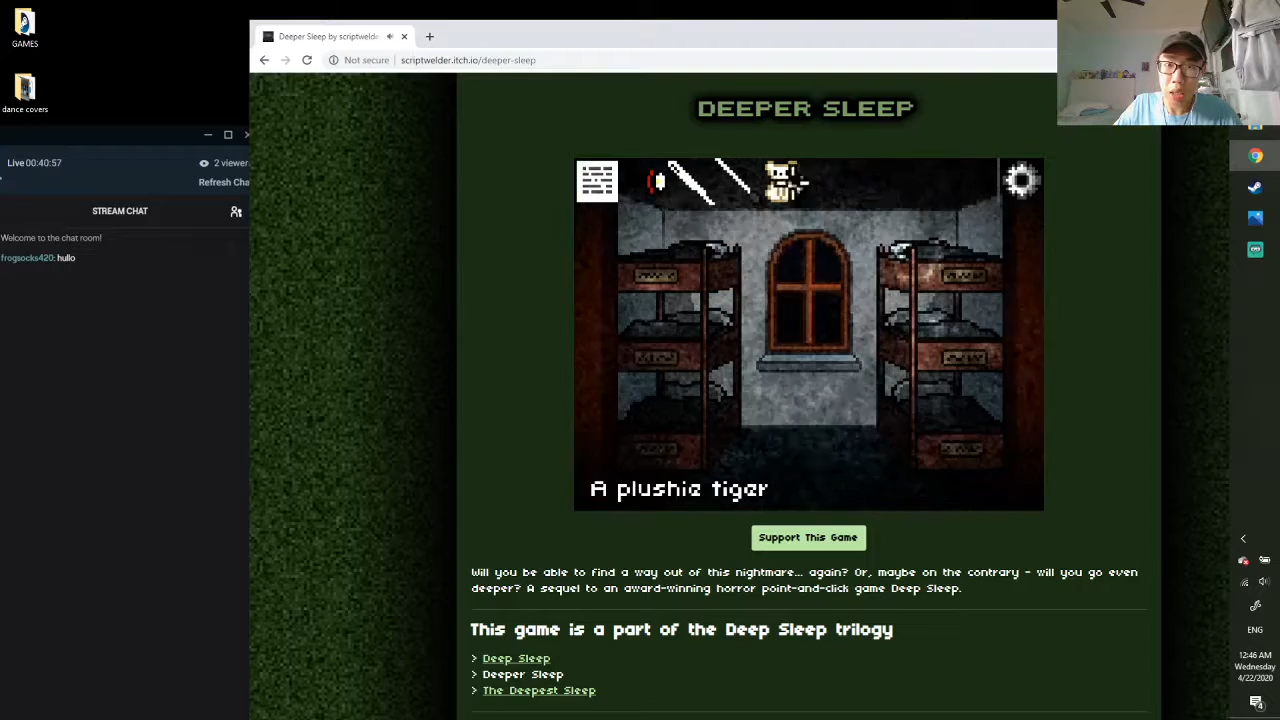 GAMES
dance covers
Live 00:40:57
2 viewer
Refresh Cha
STREAM CHAT
Welcome to the chat room!
frogsocks420: hullo
Deeper Sleep by scriptwelde
Not secure
scriptwelder.itch.io/deeper-sleep
DEEPER SLEEP
A plushie tiger
Support This Game
Will you be able to find a way out of this nightmare... again? Or, maybe on the contrary - will you go even
deeper? A sequel to an award-winning horror point-and-click game Deep Sleep.
This game is a part of the Deep Sleep trilogy
> Deep Sleep
> Deeper Sleep
> The Deepest Sleep
ENG
12:46 AM
Wednesday
4/22/2020
4